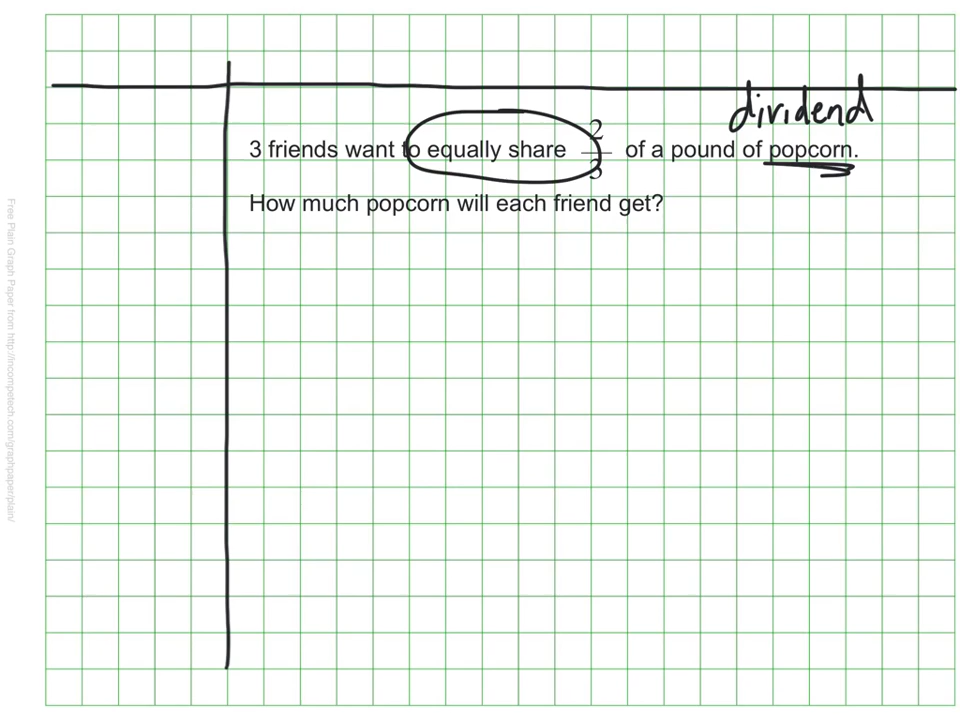 dividend
3 friends want to equally share 2/ of a pound of popcorn.
How much popcorn will each friend get?
Free Plain Graph Paper from http://incompetech.com/graphpaper/plain/